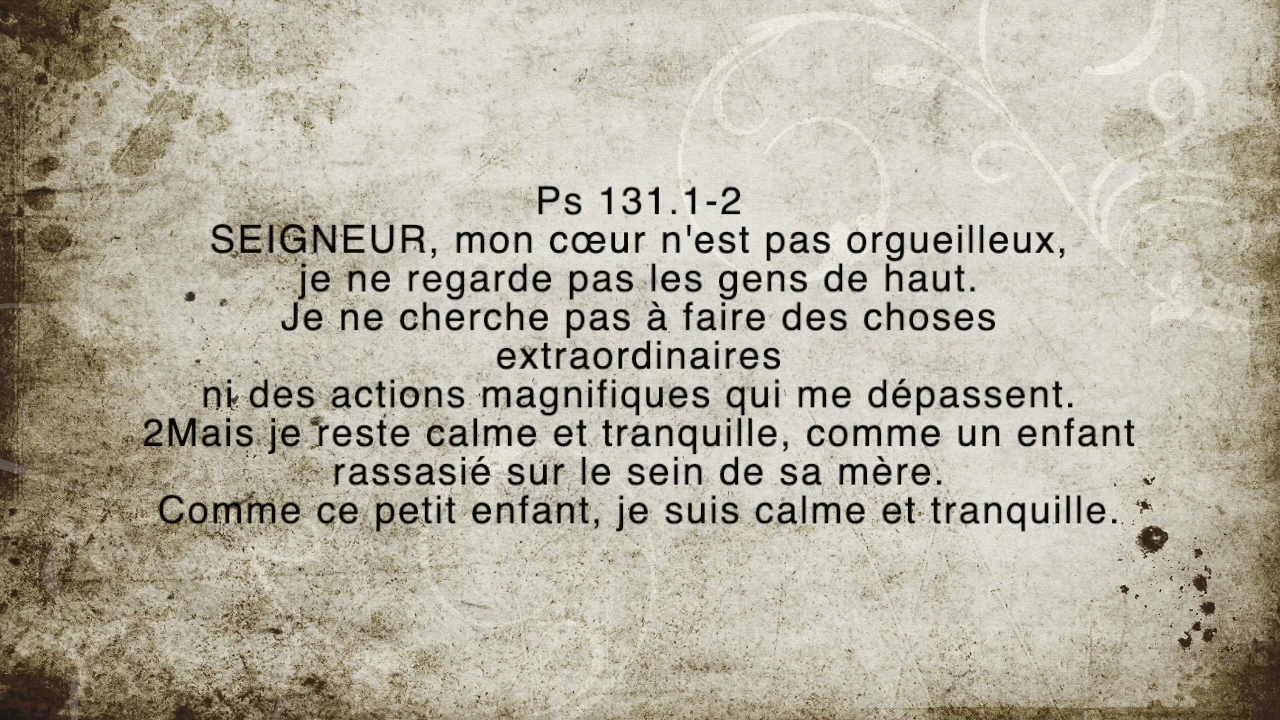 Ps 131.1-2
SEIGNEUR, mon cœur n'est pas orgueilleux,
je ne regarde pas les gens de haut.
Je ne cherche pas à faire des choses
extraordinaires
ni des actions magnifiques qui me dépassent.
2Mais je reste calme et tranquille, comme un enfant
rassasié sur le sein de sa mère.
Comme ce petit enfant, je suis calme et tranquille.